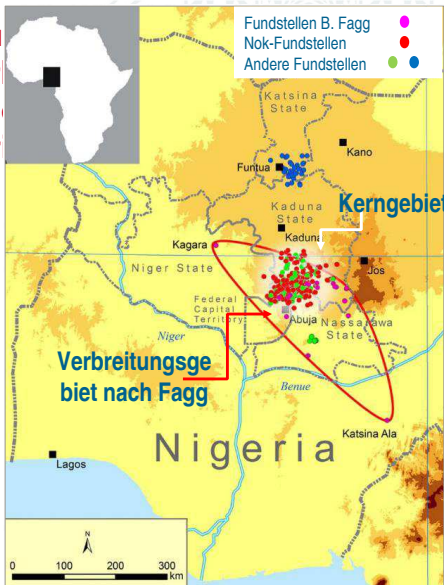 Fundstellen B. Fagg
Nok-Fundstellen
Andere Fundstellen
Katsina
State
Kano
Funtua
Kaduna
State
Kerngebiet
Kagara
Kaduna
Jos
Niger State
Federal
Capital
Territory
Abuja
Nassarawa
State
Niger
Verbreitungsge
biet nach Fagg
Benue
Katsina Ala
Nigeria
Lagos
N
0 100 200 300
km